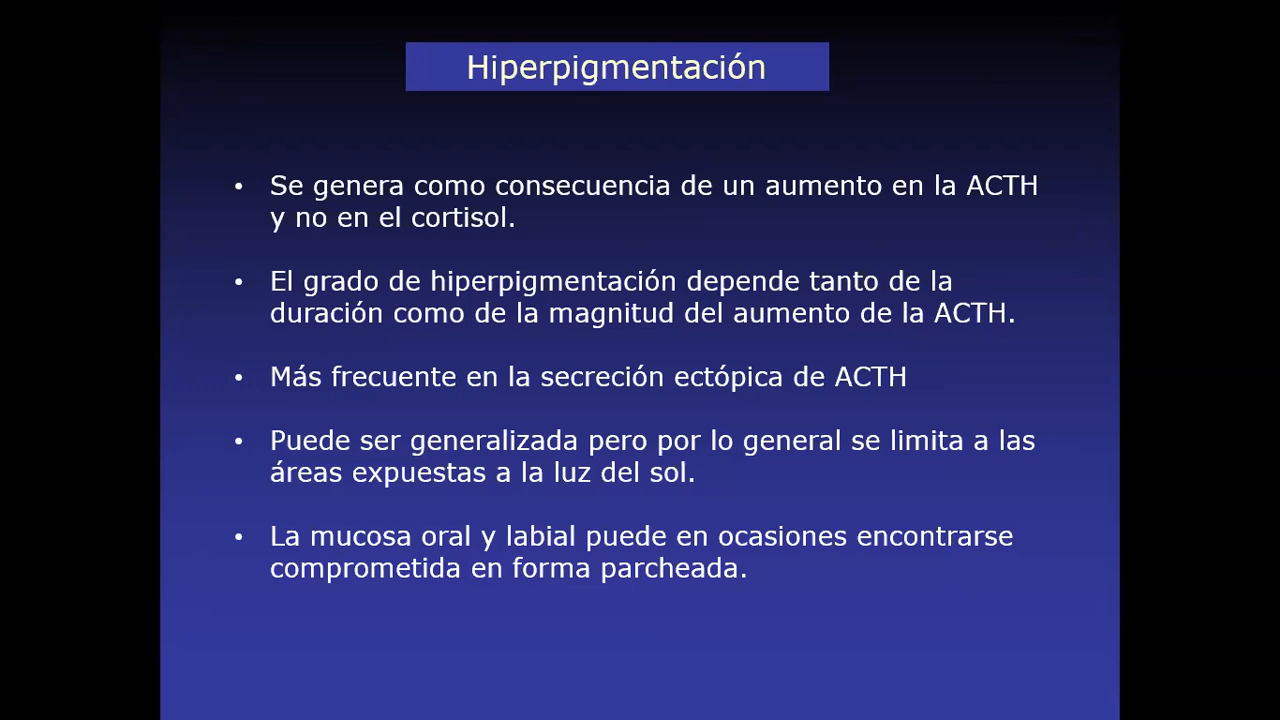 Hiperpigmentación
• Se genera como consecuencia de un aumento en la ACTH
y no en el cortisol.
• El grado de hiperpigmentación depende tanto de la
duración como de la magnitud del aumento de la ACTH.
• Más frecuente en la secreción ectópica de ACTH
• Puede ser generalizada pero por lo general se limita a las
áreas expuestas a la luz del sol.
• La mucosa oral y labial puede en ocasiones encontrarse
comprometida en forma parcheada.